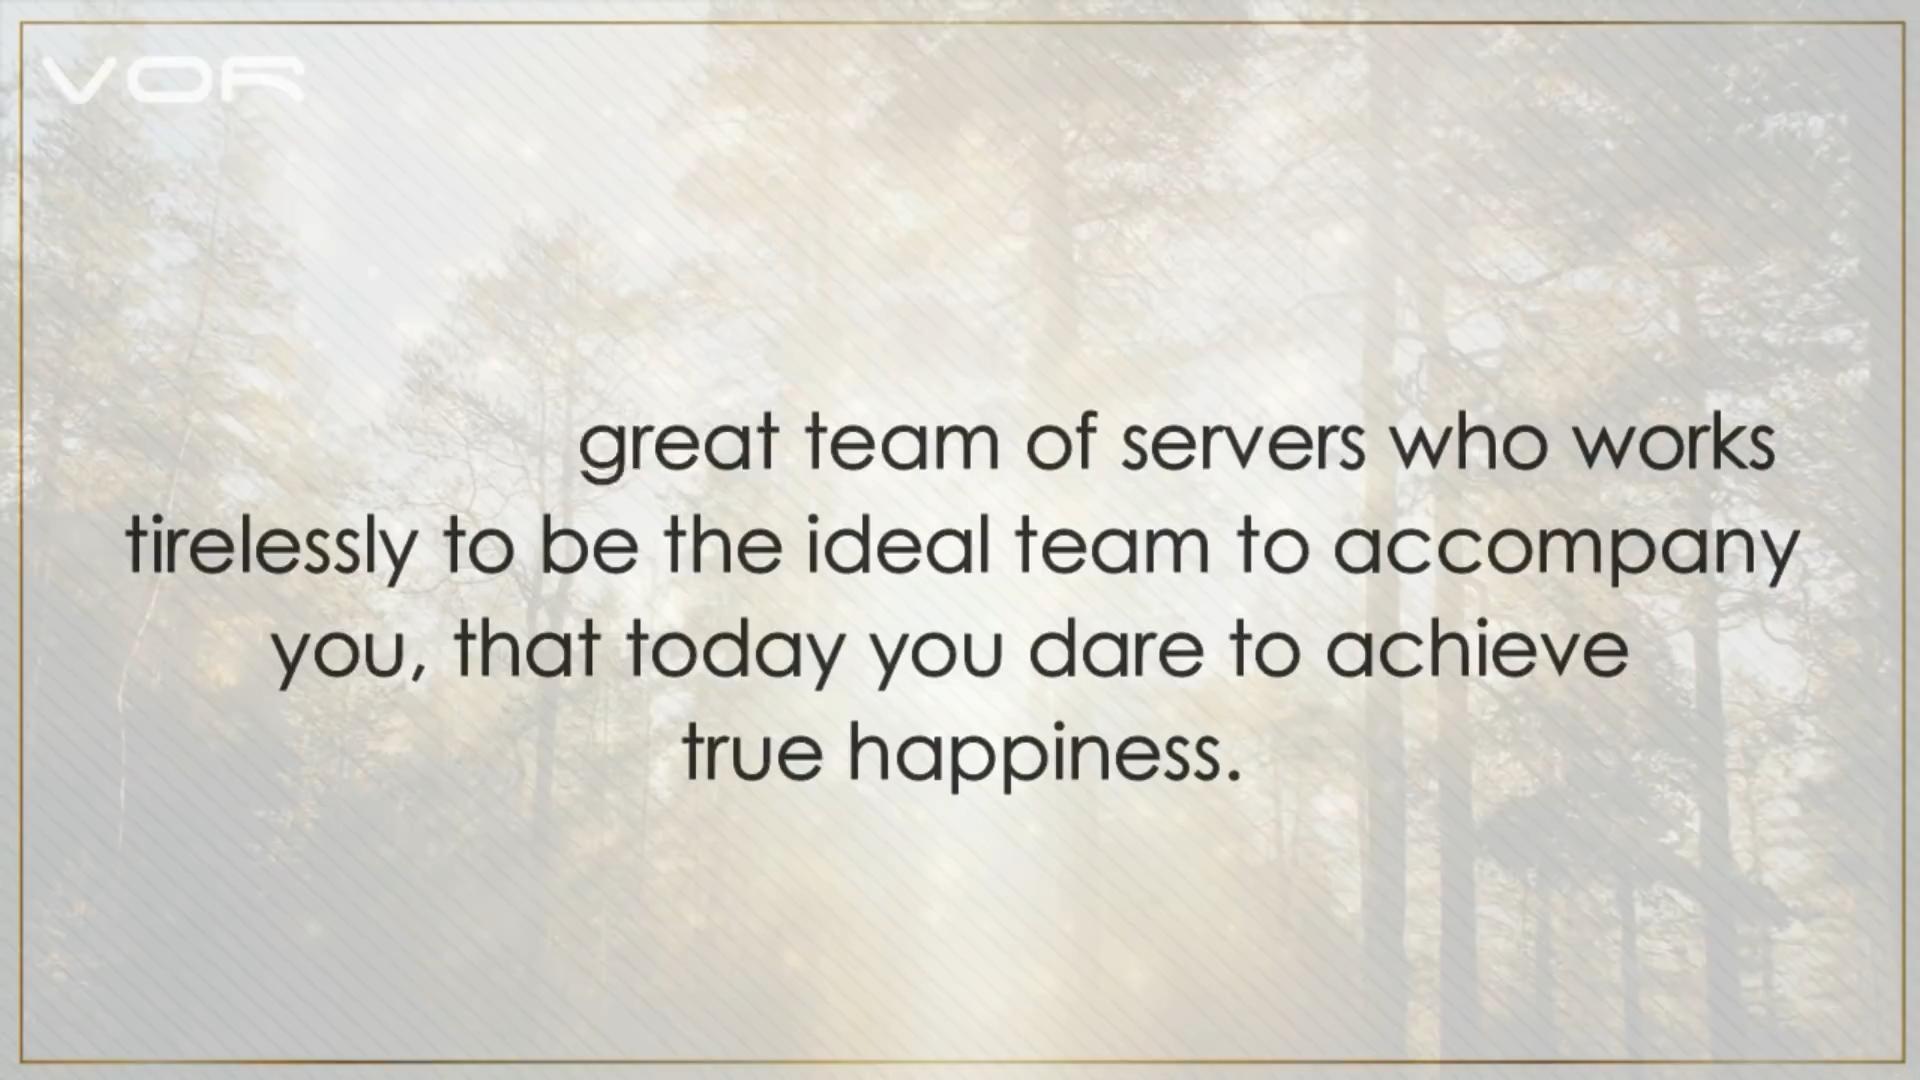 VOR
great team of servers who works
tirelessly to be the ideal team to accompany
you, that today you dare to achieve
true happiness.